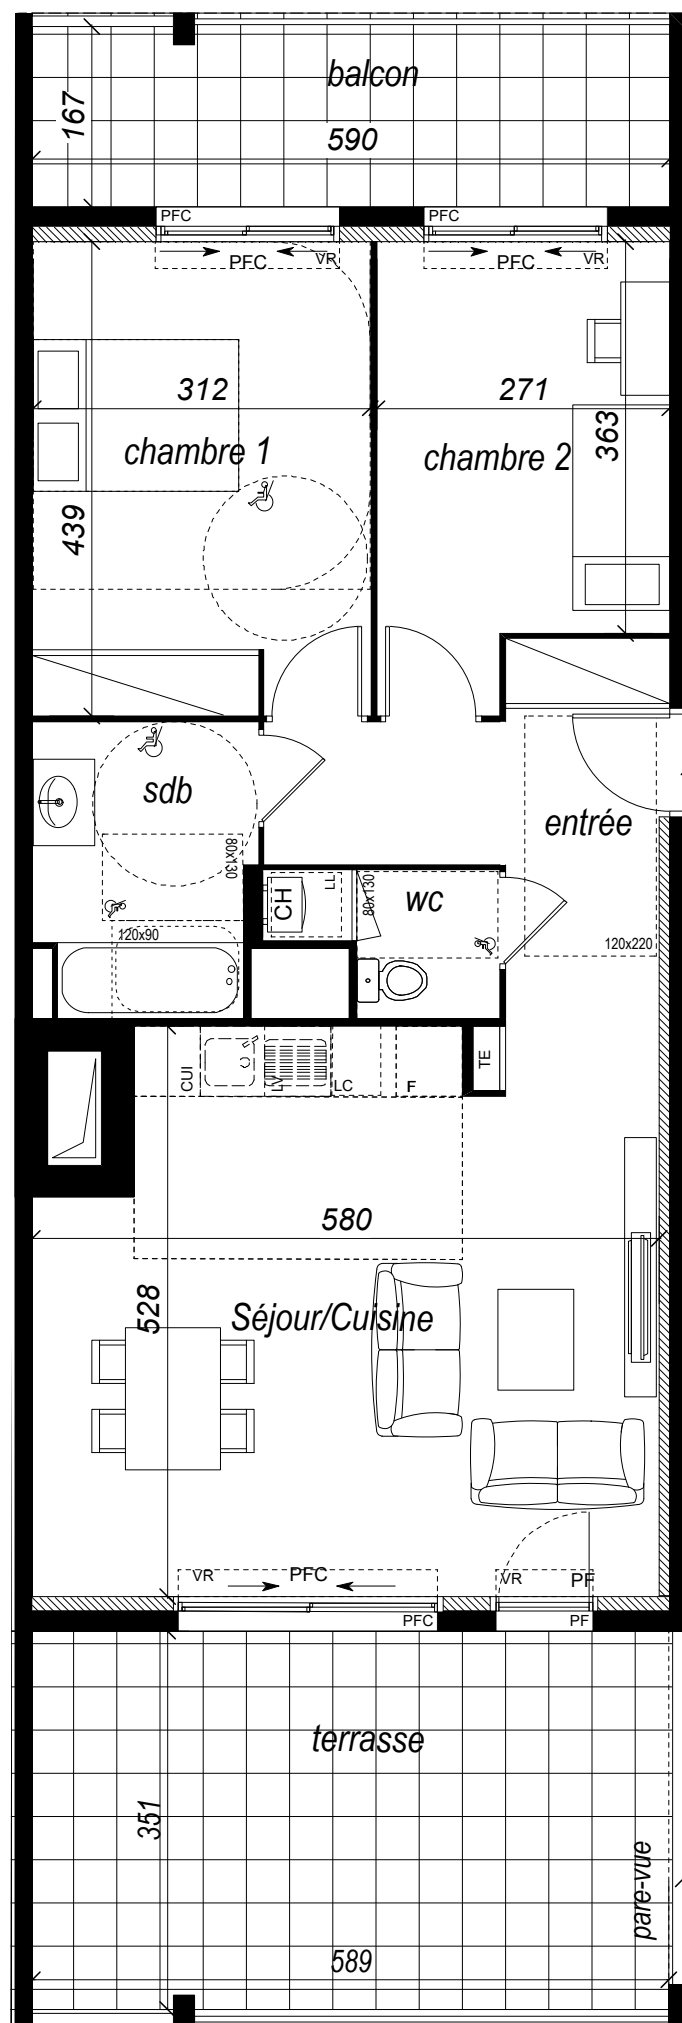 balcon
167
590
PFC
PFC
PFC
VR
PFC
VR
312
271
chambre 1
chambre 2
363
439
sdb
entrée
80x130
CH
LL
80x130
wc
120x90
120x220
CUI
LV
LC
F
TE
580
528
Séjour/Cuisine
VR
PFC
VR
PF
PFC
PF
terrasse
351
pare-vue
589